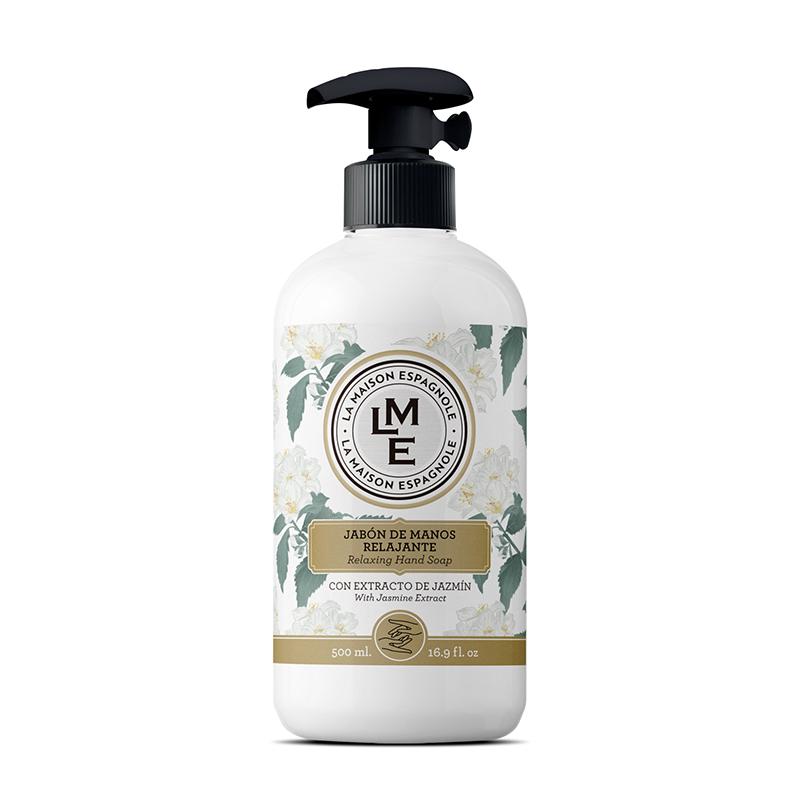 · LA MAISON ESPAGNOLE ·
LME
LA MAISON ESPAGNOLE
JABÓN DE MANOS
RELAJANTE
Relaxing Hand Soap
CON EXTRACTO DE JAZMÍN
With Jasmine Extract
500 ml. 16.9 fl. oz